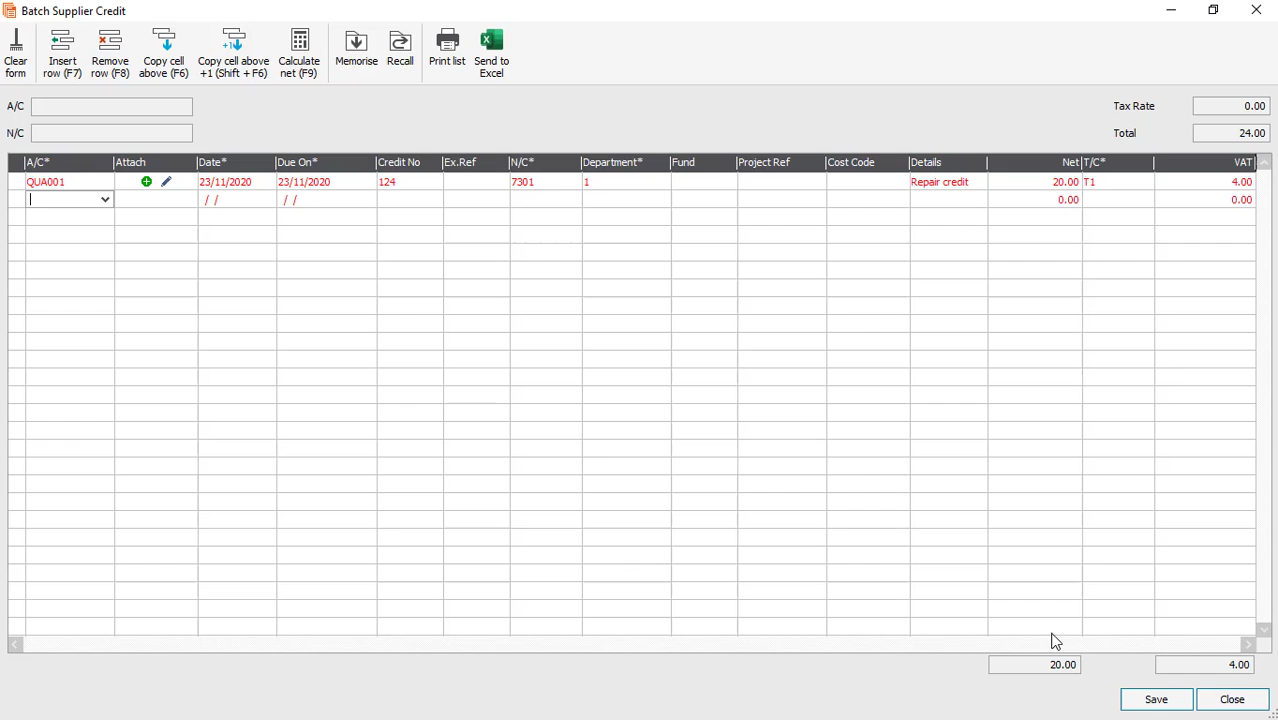 Batch Supplier Credit
Clear form
Insert row (F7)
Remove row (F8)
Copy cell above (F6)
Copy cell above +1 (Shift + F6)
Calculate net (F9)
Memorise
Recall
Print list
Send to Excel
A/C
Tax Rate 0.00
N/C
Total 24.00
A/C* Attach Date* Due On* Credit No Ex.Ref N/C* Department* Fund Project Ref Cost Code Details Net T/C* VAT
QUA001 23/11/2020 23/11/2020 124 7301 1 Repair credit 20.00 T1 4.00
/ / / / 0.00 0.00
20.00 4.00
Save Close